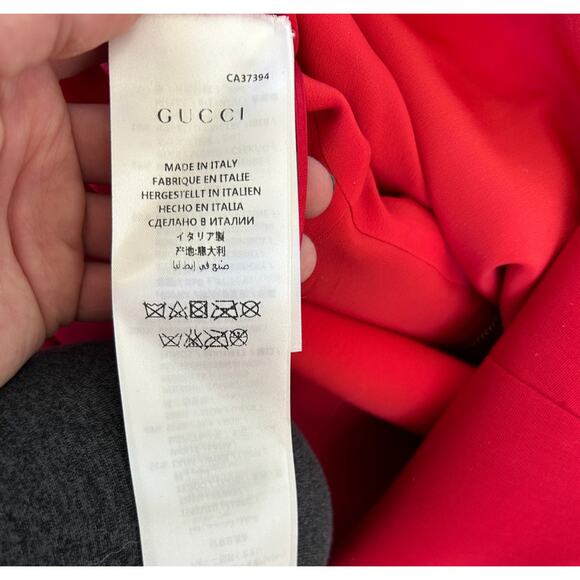 CA37394
GUCCI
MADE IN ITALY
FABRIQUE EN ITALIE
HERGESTELLT IN ITALIEN
HECHO EN ITALIA
СДЕЛАНО В ИТАЛИИ
イタリア製
产地:意大利
صنع في إيطاليا